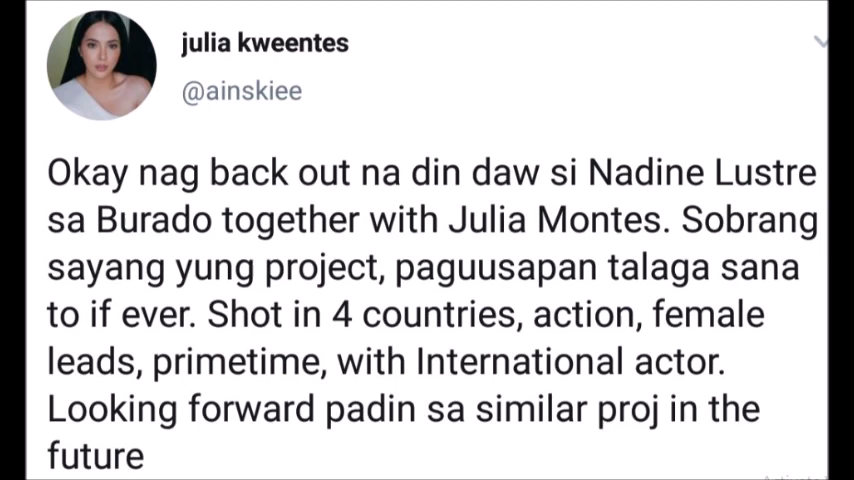 julia kweentes
@ainskiee
Okay nag back out na din daw si Nadine Lustre
sa Burado together with Julia Montes. Sobrang
sayang yung project, paguusapan talaga sana
to if ever. Shot in 4 countries, action, female
leads, primetime, with International actor.
Looking forward padin sa similar proj in the
future